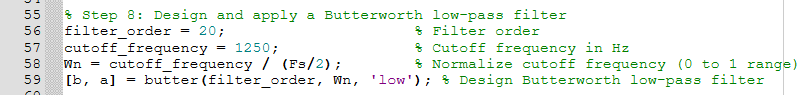 55 % Step 8: Design and apply a Butterworth low-pass filter
56 filter_order = 20; % Filter order
57 cutoff_frequency = 1250; % Cutoff frequency in Hz
58 Wn = cutoff_frequency / (Fs/2); % Normalize cutoff frequency (0 to 1 range)
59 [b, a] = butter(filter_order, Wn, 'low'); % Design Butterworth low-pass filter